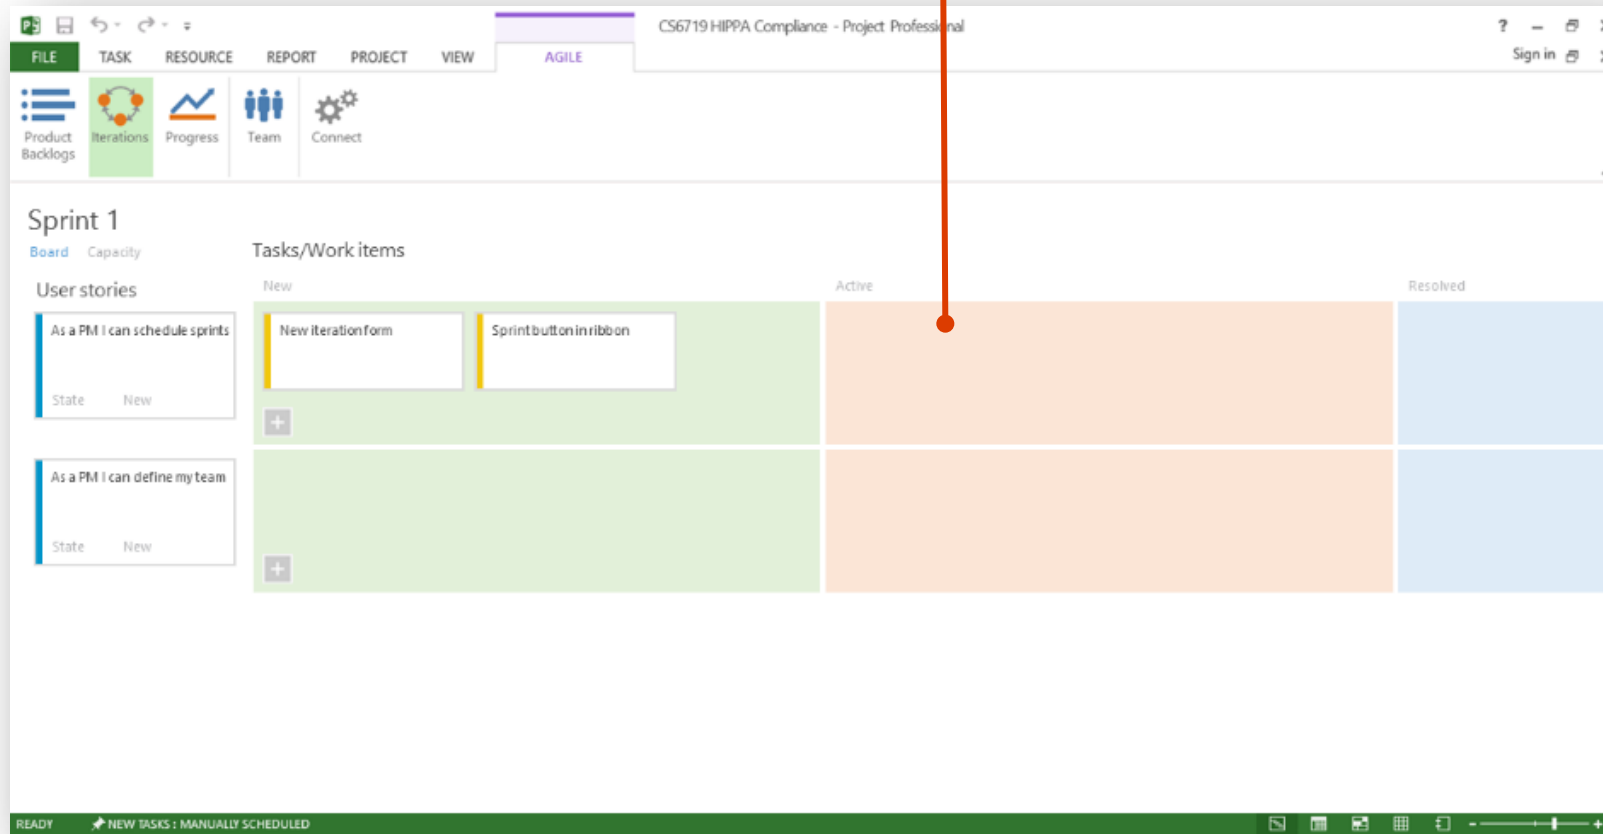 CS6719 HIPPA Compliance - Project Professional
?
FILE TASK RESOURCE REPORT PROJECT VIEW AGILE Sign in
Product Backlogs
Iterations
Progress
Team
Connect
Sprint 1
Board Capacity
Tasks/Work items
User stories
New Active Resolved
As a PM I can schedule sprints
State New
New iteration form
Sprint button in ribbon
+
As a PM I can define my team
State New
+
READY NEW TASKS : MANUALLY SCHEDULED